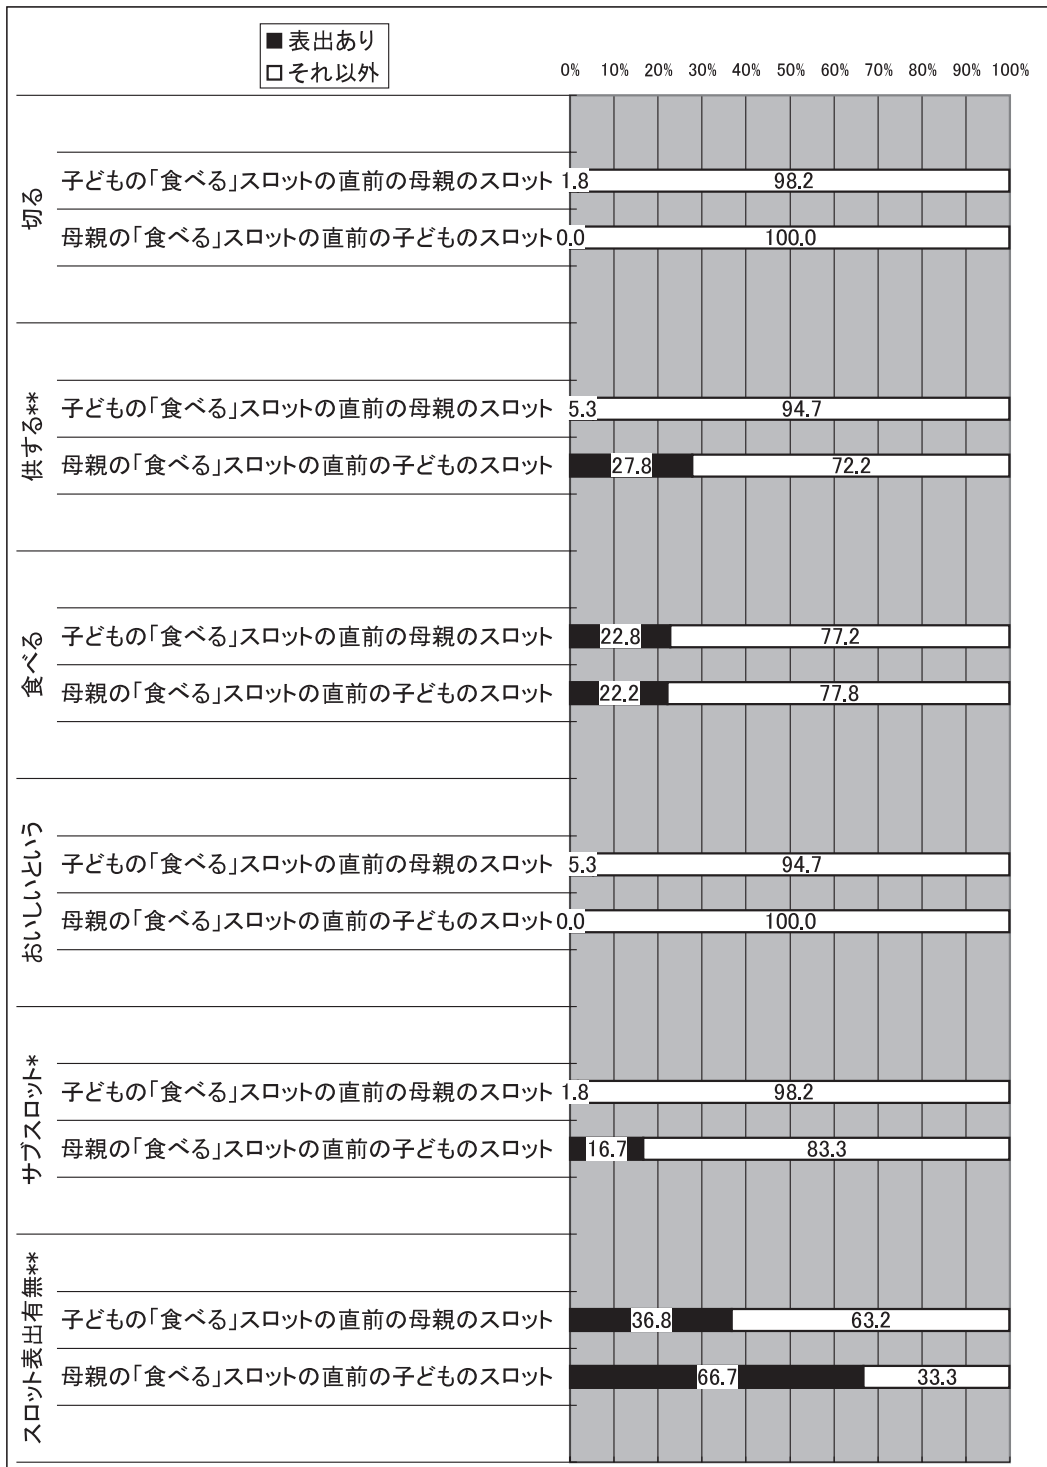 ■表出あり
□それ以外
0% 10% 20% 30% 40% 50% 60% 70% 80% 90% 100%
切る
子どもの「食べる」スロットの直前の母親のスロット 1.8 98.2
母親の「食べる」スロットの直前の子どものスロット 0.0 100.0
供する**
子どもの「食べる」スロットの直前の母親のスロット 5.3 94.7
母親の「食べる」スロットの直前の子どものスロット 27.8 72.2
食べる
子どもの「食べる」スロットの直前の母親のスロット 22.8 77.2
母親の「食べる」スロットの直前の子どものスロット 22.2 77.8
おいしいという
子どもの「食べる」スロットの直前の母親のスロット 5.3 94.7
母親の「食べる」スロットの直前の子どものスロット 0.0 100.0
サブスロット*
子どもの「食べる」スロットの直前の母親のスロット 1.8 98.2
母親の「食べる」スロットの直前の子どものスロット 16.7 83.3
スロット表出有無**
子どもの「食べる」スロットの直前の母親のスロット 36.8 63.2
母親の「食べる」スロットの直前の子どものスロット 66.7 33.3